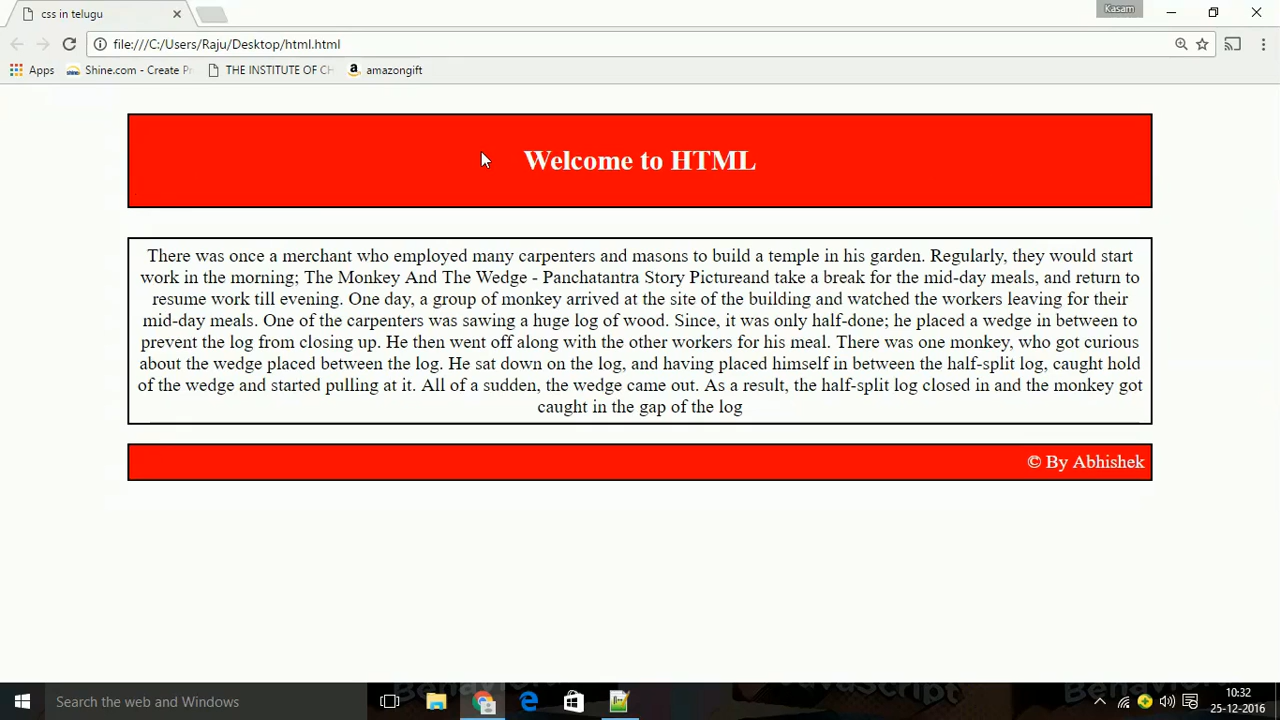 css in telugu
Kasam
file:///C:/Users/Raju/Desktop/html.html
Apps Shine.com - Create Pr THE INSTITUTE OF CH amazongift
Welcome to HTML
There was once a merchant who employed many carpenters and masons to build a temple in his garden. Regularly, they would start
work in the morning; The Monkey And The Wedge - Panchatantra Story Pictureand take a break for the mid-day meals, and return to
resume work till evening. One day, a group of monkey arrived at the site of the building and watched the workers leaving for their
mid-day meals. One of the carpenters was sawing a huge log of wood. Since, it was only half-done; he placed a wedge in between to
prevent the log from closing up. He then went off along with the other workers for his meal. There was one monkey, who got curious
about the wedge placed between the log. He sat down on the log, and having placed himself in between the half-split log, caught hold
of the wedge and started pulling at it. All of a sudden, the wedge came out. As a result, the half-split log closed in and the monkey got
caught in the gap of the log
© By Abhishek
Search the web and Windows
10:32
25-12-2016